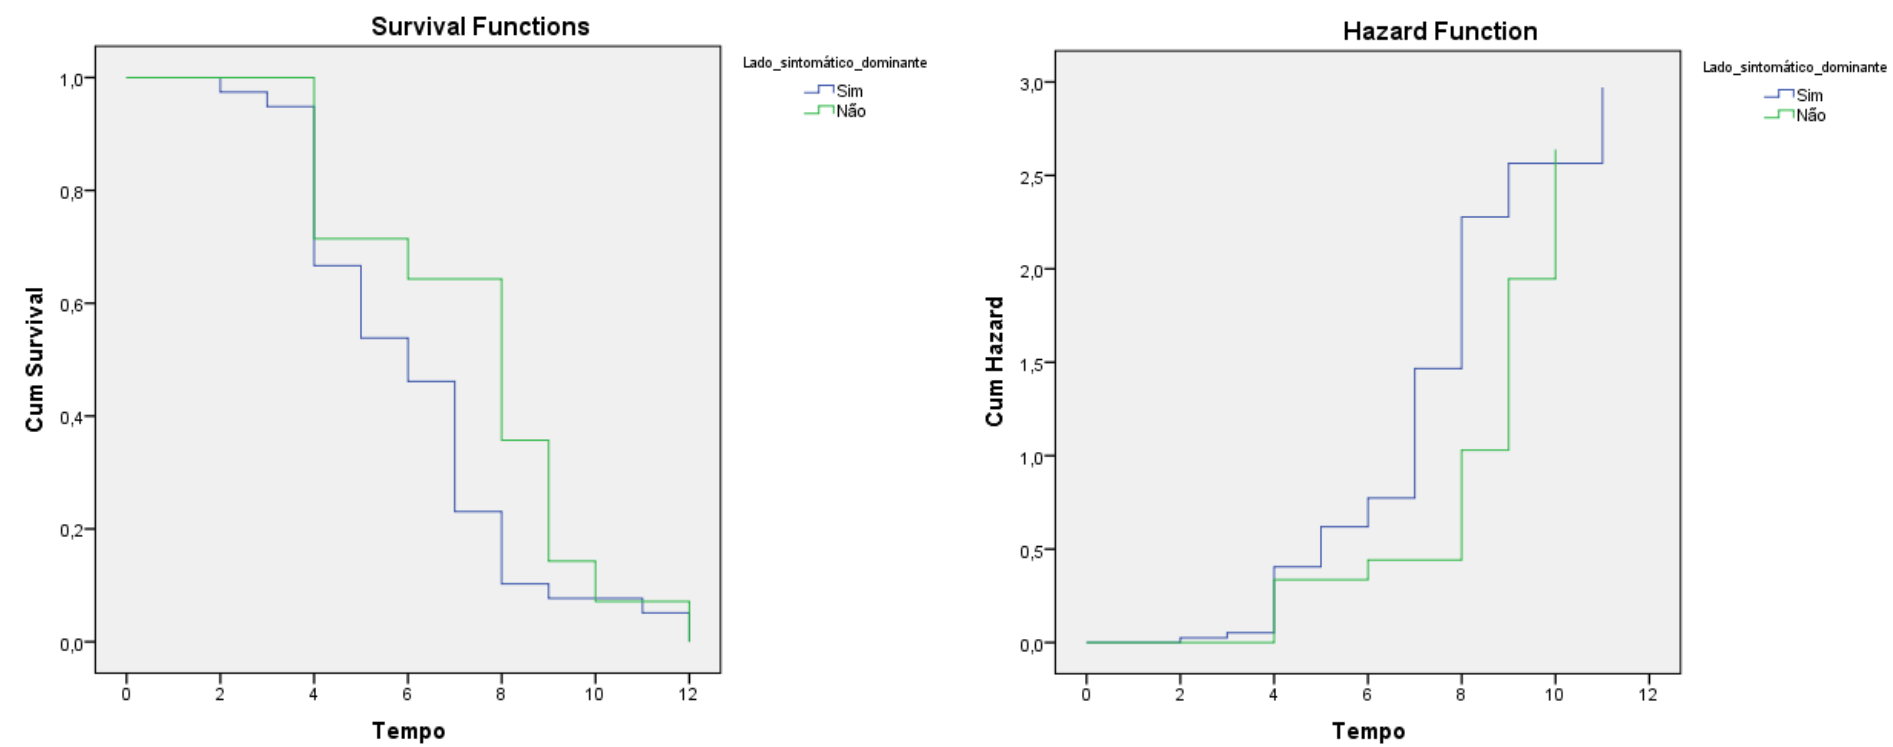 Survival Functions
Lado_sintomático_dominante
Sim
Não
1,0
0,8
0,6
0,4
0,2
0,0
Cum Survival
0 2 4 6 8 10 12
Tempo
Hazard Function
Lado_sintomático_dominante
Sim
Não
3,0
2,5
2,0
1,5
1,0
0,5
0,0
Cum Hazard
0 2 4 6 8 10 12
Tempo